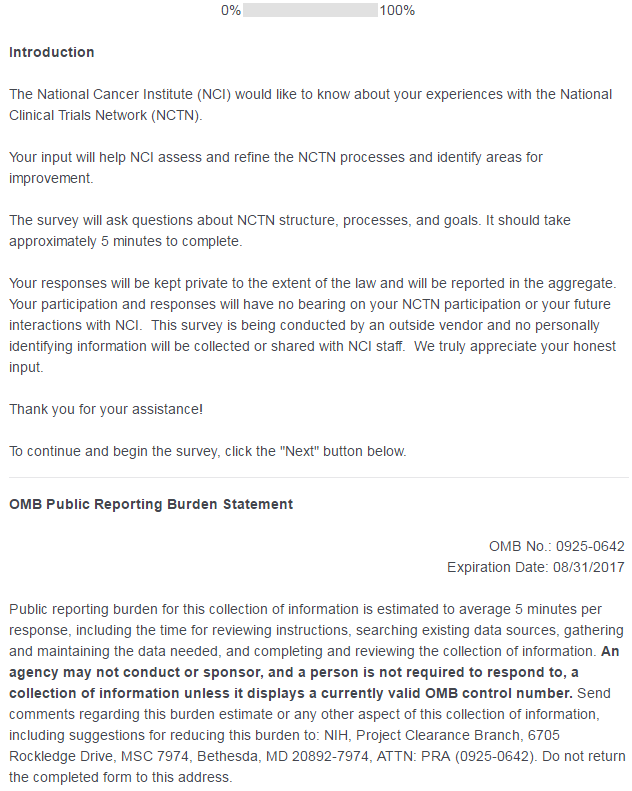 0% 100%
Introduction
The National Cancer Institute (NCI) would like to know about your experiences with the National
Clinical Trials Network (NCTN).
Your input will help NCI assess and refine the NCTN processes and identify areas for
improvement.
The survey will ask questions about NCTN structure, processes, and goals. It should take
approximately 5 minutes to complete.
Your responses will be kept private to the extent of the law and will be reported in the aggregate.
Your participation and responses will have no bearing on your NCTN participation or your future
interactions with NCI.  This survey is being conducted by an outside vendor and no personally
identifying information will be collected or shared with NCI staff.  We truly appreciate your honest
input.
Thank you for your assistance!
To continue and begin the survey, click the "Next" button below.
OMB Public Reporting Burden Statement
OMB No.: 0925-0642
Expiration Date: 08/31/2017
Public reporting burden for this collection of information is estimated to average 5 minutes per
response, including the time for reviewing instructions, searching existing data sources, gathering
and maintaining the data needed, and completing and reviewing the collection of information. An
agency may not conduct or sponsor, and a person is not required to respond to, a
collection of information unless it displays a currently valid OMB control number. Send
comments regarding this burden estimate or any other aspect of this collection of information,
including suggestions for reducing this burden to: NIH, Project Clearance Branch, 6705
Rockledge Drive, MSC 7974, Bethesda, MD 20892-7974, ATTN: PRA (0925-0642). Do not return
the completed form to this address.